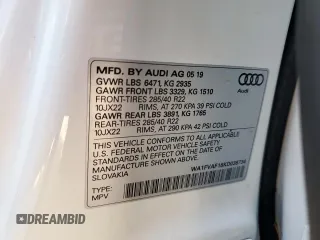 MFD. BY AUDI AG 05 19
GVWR LBS 6471, KG 2935
GAWR FRONT LBS 3329, KG 1510
FRONT-TIRES 285/40 R22
10JX22 RIMS, AT 270 KPA 39 PSI COLD
GAWR REAR LBS 3891, KG 1765
REAR-TIRES 285/40 R22
10JX22 RIMS, AT 290 KPA 42 PSI COLD
THIS VEHICLE CONFORMS TO ALL APPLICABLE
FEDERAL MOTOR VEHICLE SAFETY STANDARDS
IN EFFECT ON THE DATE OF
MANUFACTURE SHOWN ABOVE.
SLOVAKIA
Audi
TYPE:
MPV
DEALERSHIP.COM